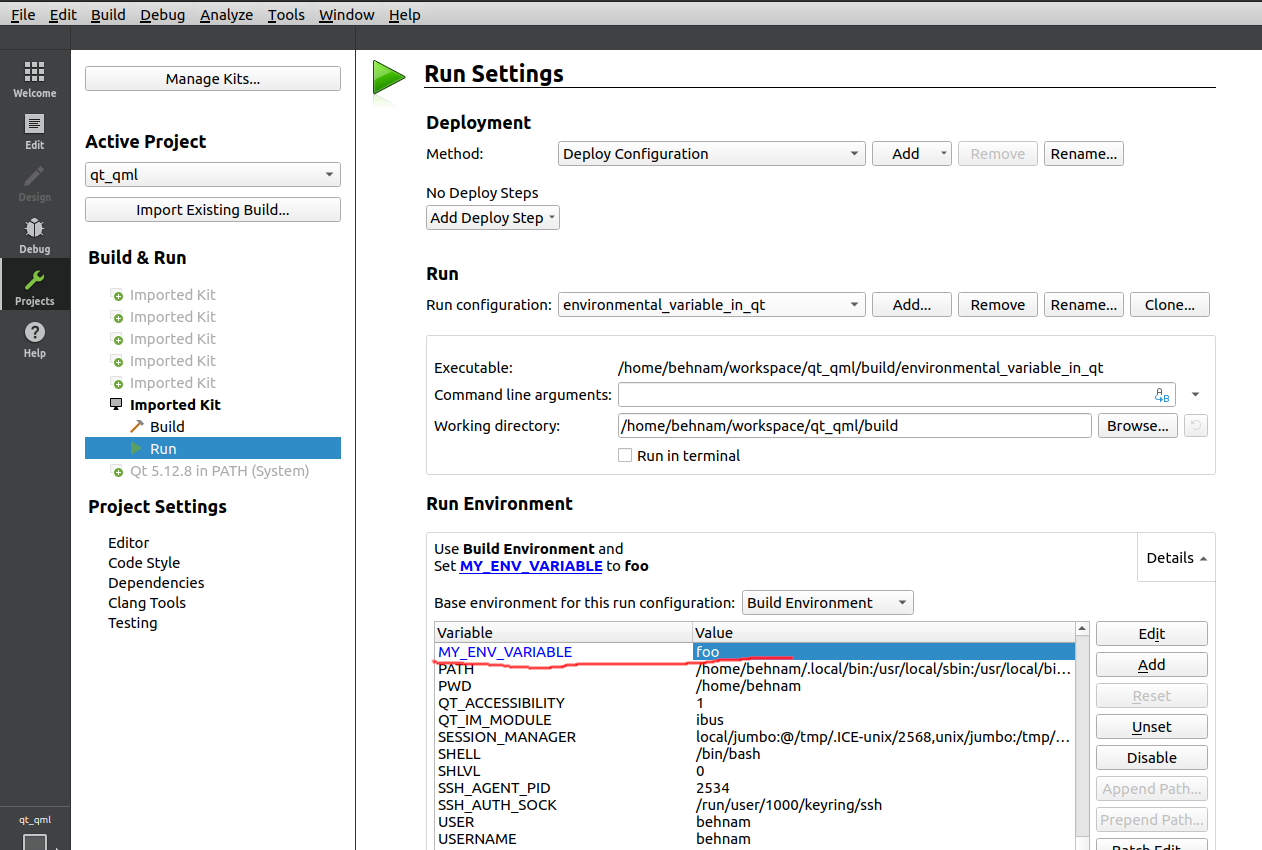 File Edit Build Debug Analyze Tools Window Help
Welcome
Edit
Design
Debug
Projects
Help
qt_qml
Manage Kits...
Active Project
qt_qml
Import Existing Build...
Build & Run
Imported Kit
Imported Kit
Imported Kit
Imported Kit
Imported Kit
Imported Kit
Build
Run
Qt 5.12.8 in PATH (System)
Project Settings
Editor
Code Style
Dependencies
Clang Tools
Testing
Run Settings
Deployment
Method: Deploy Configuration Add Remove Rename...
No Deploy Steps
Add Deploy Step
Run
Run configuration: environmental_variable_in_qt Add... Remove Rename... Clone...
Executable: /home/behnam/workspace/qt_qml/build/environmental_variable_in_qt
Command line arguments:
Working directory: /home/behnam/workspace/qt_qml/build Browse...
Run in terminal
Run Environment
Use Build Environment and
Set MY_ENV_VARIABLE to foo
Details
Base environment for this run configuration: Build Environment
Variable Value
MY_ENV_VARIABLE foo
PATH /home/behnam/.local/bin:/usr/local/sbin:/usr/local/bi...
PWD /home/behnam
QT_ACCESSIBILITY 1
QT_IM_MODULE ibus
SESSION_MANAGER local/jumbo:@/tmp/.ICE-unix/2568,unix/jumbo:/tmp/...
SHELL /bin/bash
SHLVL 0
SSH_AGENT_PID 2534
SSH_AUTH_SOCK /run/user/1000/keyring/ssh
USER behnam
USERNAME behnam
Edit
Add
Reset
Unset
Disable
Append Path...
Prepend Path...
Batch Edit...